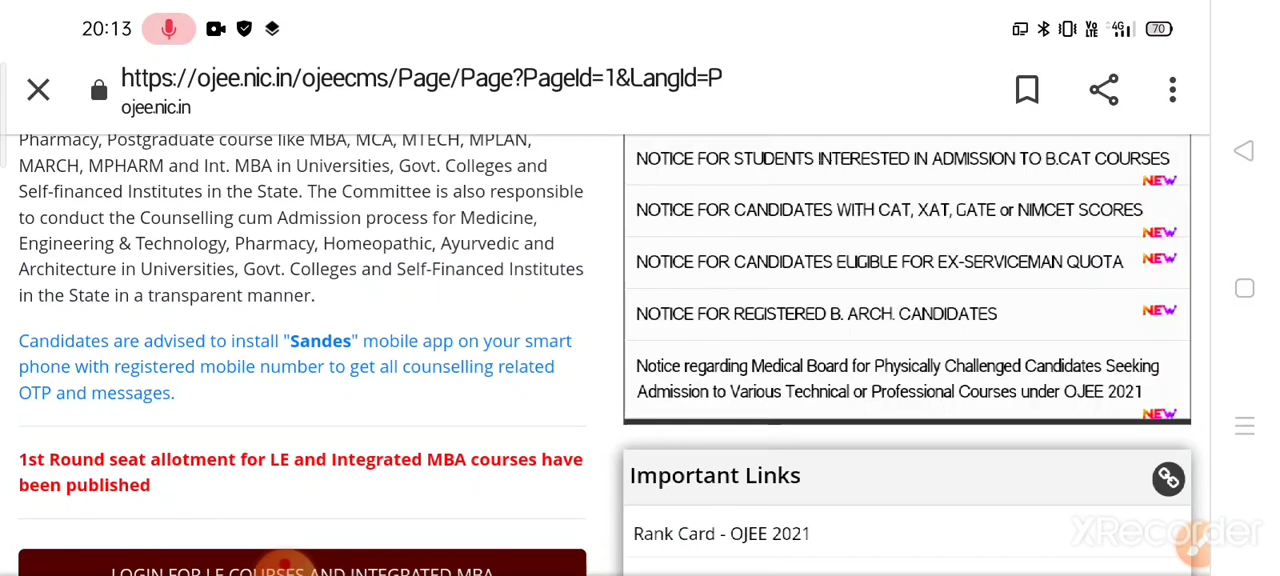 20:13
Vo
LTE
4G
70
https://ojee.nic.in/ojeecms/Page/Page?PageId=1&LangId=P
ojee.nic.in
Pharmacy, Postgraduate course like MBA, MCA, MTECH, MPLAN,
MARCH, MPHARM and Int. MBA in Universities, Govt. Colleges and
Self-financed Institutes in the State. The Committee is also responsible
to conduct the Counselling cum Admission process for Medicine,
Engineering & Technology, Pharmacy, Homeopathic, Ayurvedic and
Architecture in Universities, Govt. Colleges and Self-Financed Institutes
in the State in a transparent manner.
Candidates are advised to install "Sandes" mobile app on your smart
phone with registered mobile number to get all counselling related
OTP and messages.
1st Round seat allotment for LE and Integrated MBA courses have
been published
LOGIN FOR LE COURSES AND INTEGRATED MBA
NOTICE FOR STUDENTS INTERESTED IN ADMISSION TO B.CAT COURSES
NEW
NOTICE FOR CANDIDATES WITH CAT, XAT, GATE or NIMCET SCORES
NEW
NOTICE FOR CANDIDATES ELIGIBLE FOR EX-SERVICEMAN QUOTA NEW
NOTICE FOR REGISTERED B. ARCH. CANDIDATES NEW
Notice regarding Medical Board for Physically Challenged Candidates Seeking
Admission to Various Technical or Professional Courses under OJEE 2021
NEW
Important Links
Rank Card - OJEE 2021
XRecorder